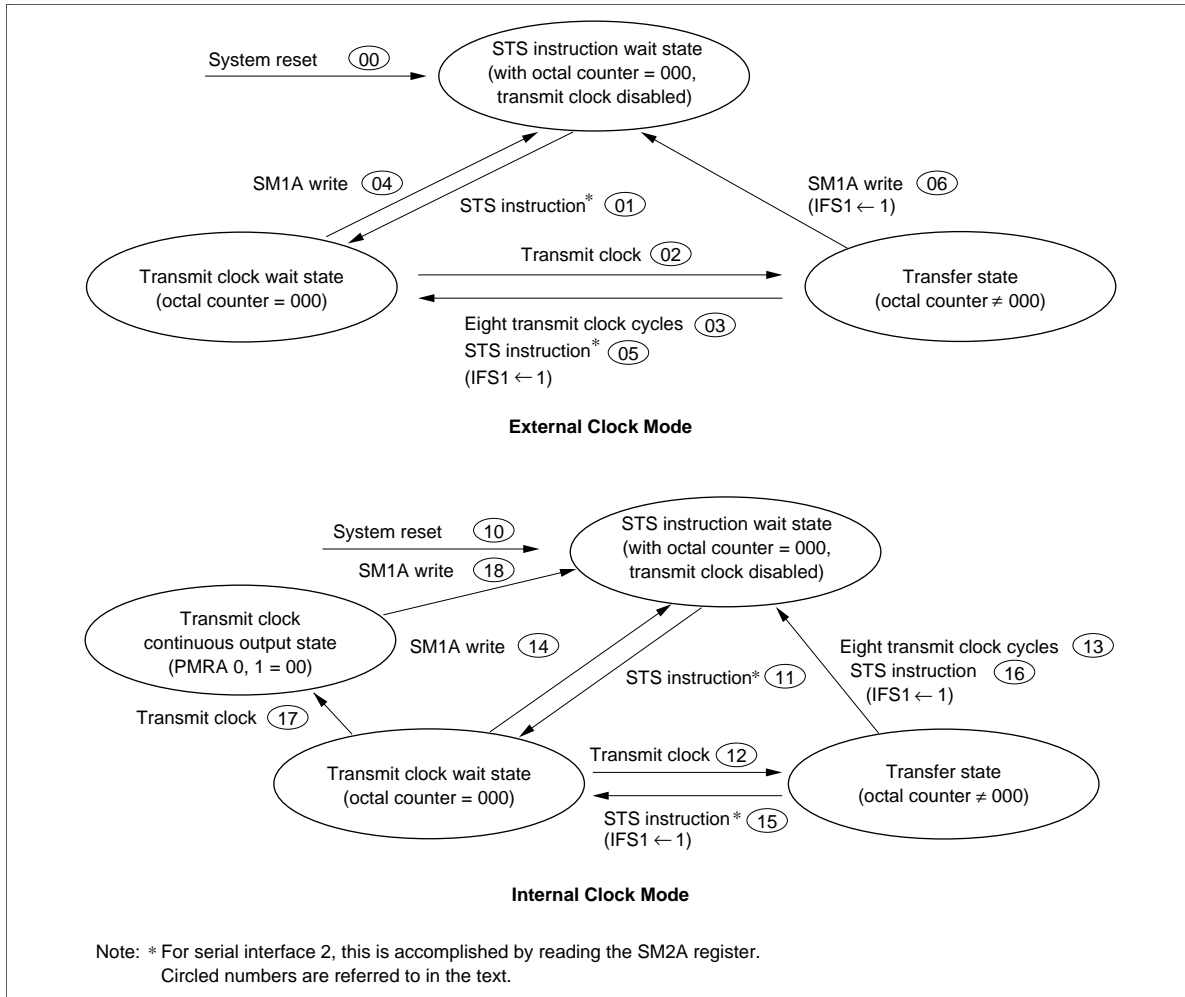 System reset 00
STS instruction wait state
(with octal counter = 000,
transmit clock disabled)
SM1A write 04
STS instruction* 01
SM1A write 06
(IFS1 ← 1)
Transmit clock wait state
(octal counter = 000)
Transmit clock 02
Transfer state
(octal counter ≠ 000)
Eight transmit clock cycles 03
STS instruction* 05
(IFS1 ← 1)
External Clock Mode
System reset 10
STS instruction wait state
(with octal counter = 000,
transmit clock disabled)
SM1A write 18
Transmit clock
continuous output state
(PMRA 0, 1 = 00)
SM1A write 14
STS instruction* 11
Eight transmit clock cycles 13
STS instruction 16
(IFS1 ← 1)
Transmit clock 17
Transmit clock wait state
(octal counter = 000)
Transmit clock 12
Transfer state
(octal counter ≠ 000)
STS instruction* 15
(IFS1 ← 1)
Internal Clock Mode
Note: * For serial interface 2, this is accomplished by reading the SM2A register.
Circled numbers are referred to in the text.